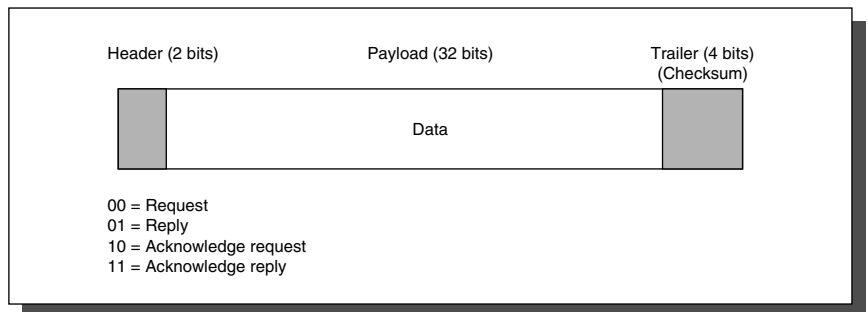 Header (2 bits)
Payload (32 bits)
Trailer (4 bits)
(Checksum)
Data
00 = Request
01 = Reply
10 = Acknowledge request
11 = Acknowledge reply